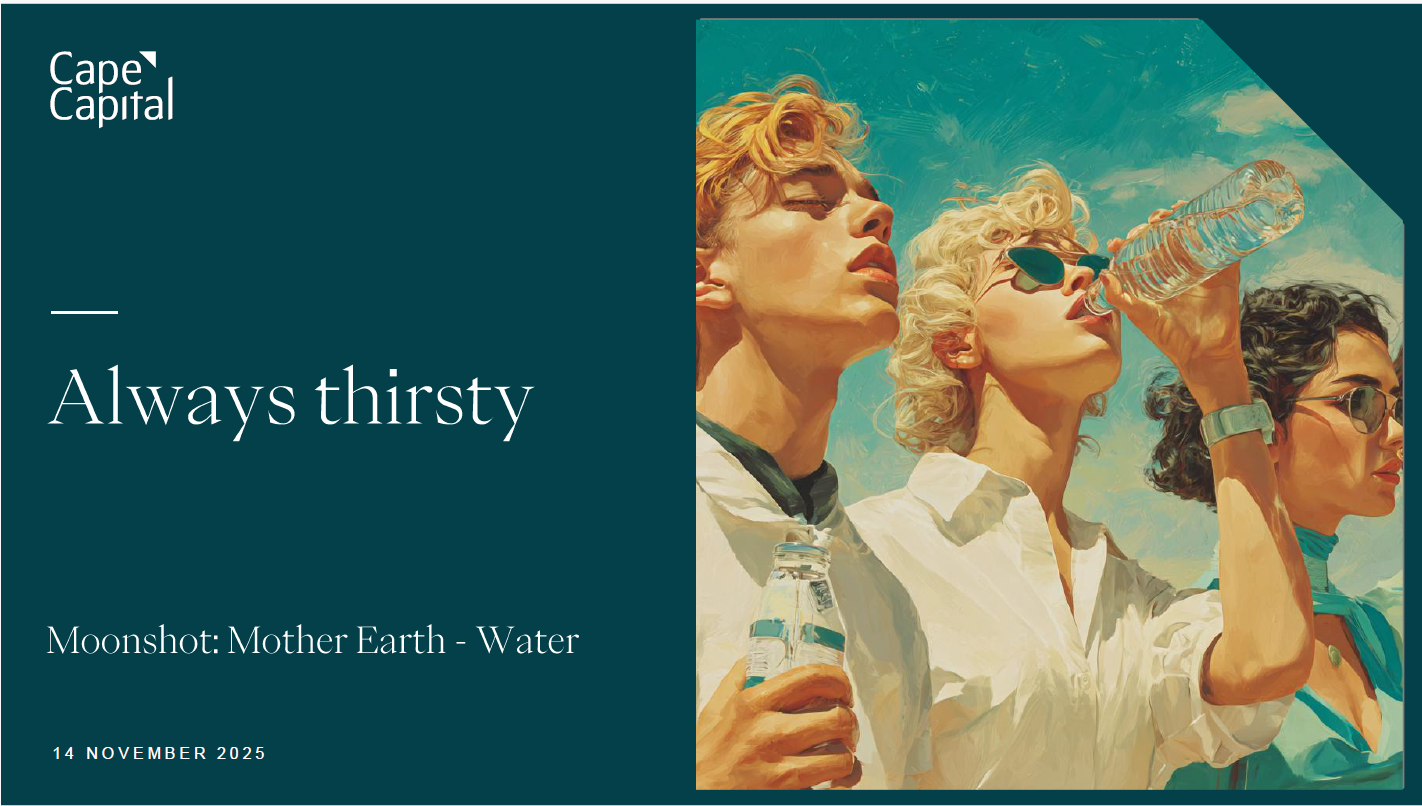 Cape
Capital
Always thirsty
Moonshot: Mother Earth - Water
14 NOVEMBER 2025